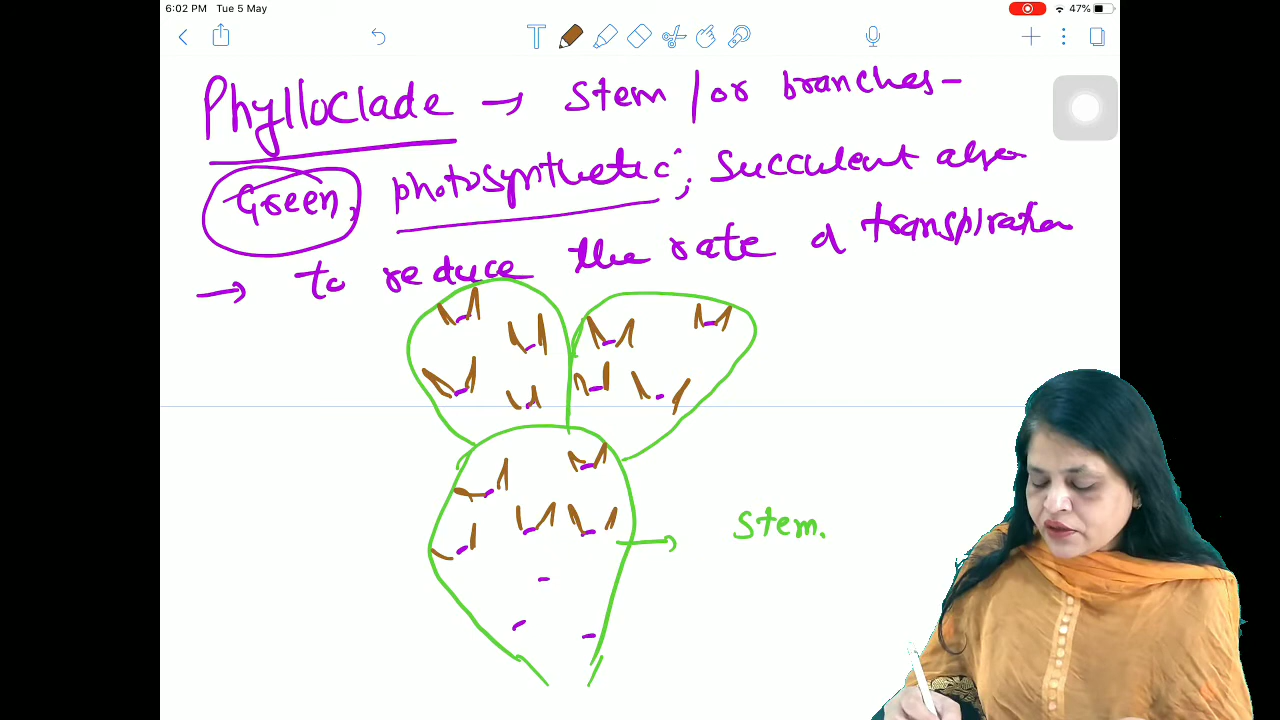 6:02 PM Tue 5 May
47%
T
Phylloclade → Stem / or branches -
Green, photosynthetic; Succulent also
→ to reduce the rate of transpiration
Stem.